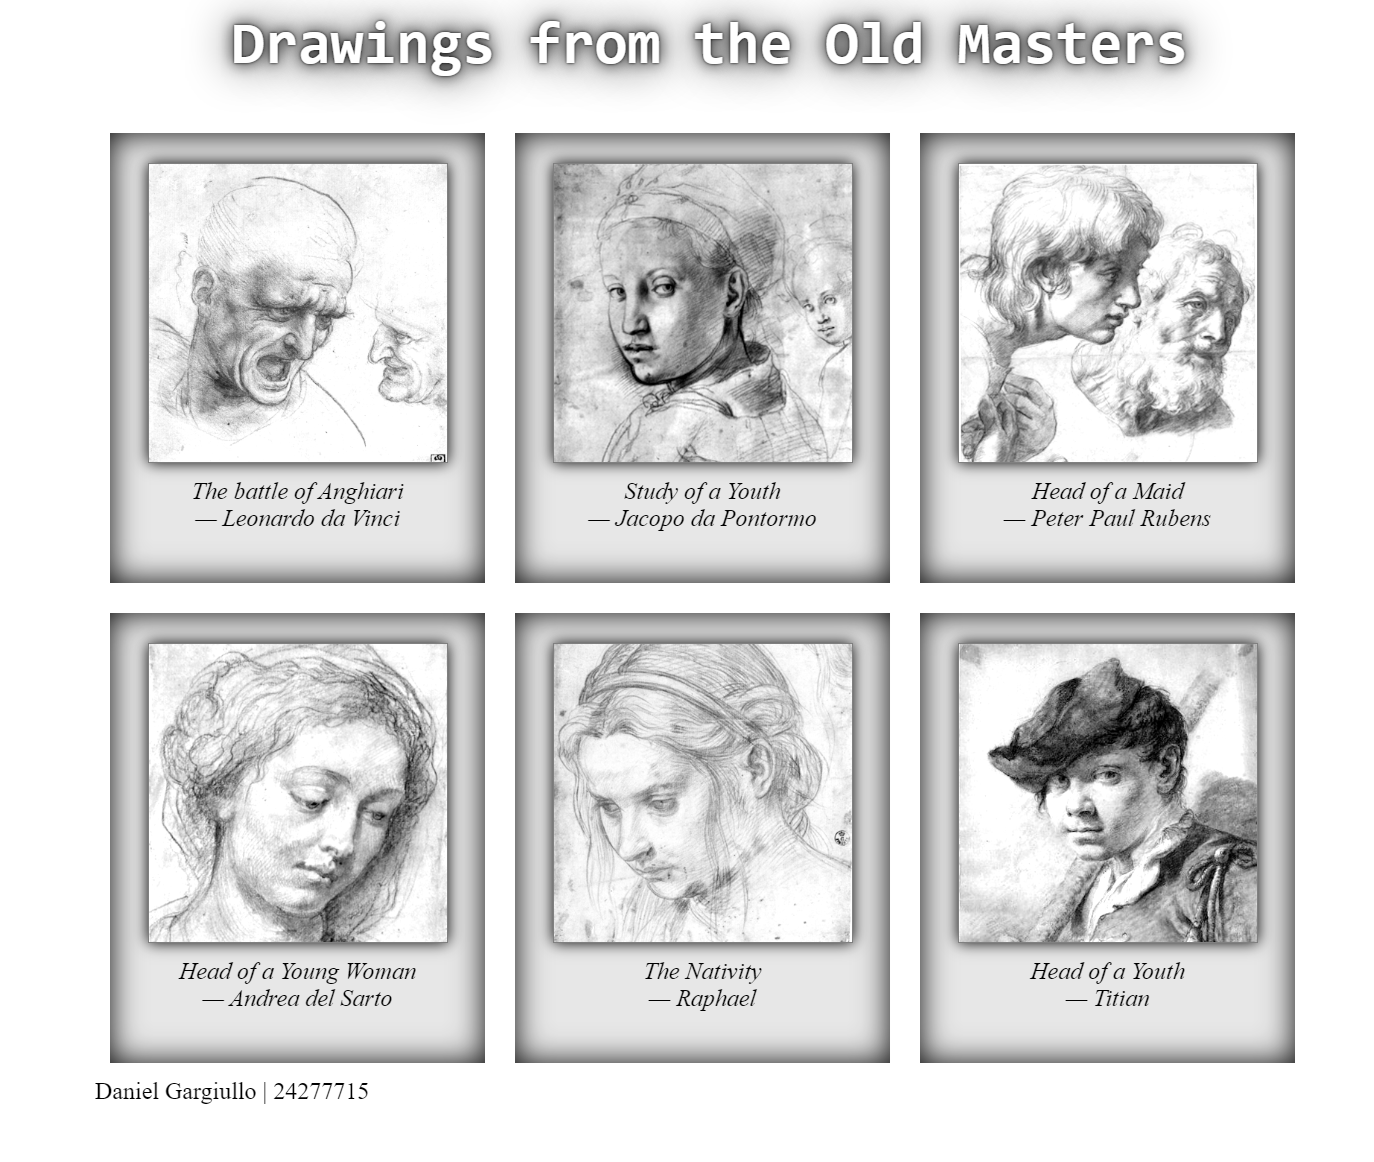 Drawings from the Old Masters
The battle of Anghiari
— Leonardo da Vinci
Study of a Youth
— Jacopo da Pontormo
Head of a Maid
— Peter Paul Rubens
Head of a Young Woman
— Andrea del Sarto
The Nativity
— Raphael
Head of a Youth
— Titian
Daniel Gargiullo | 24277715